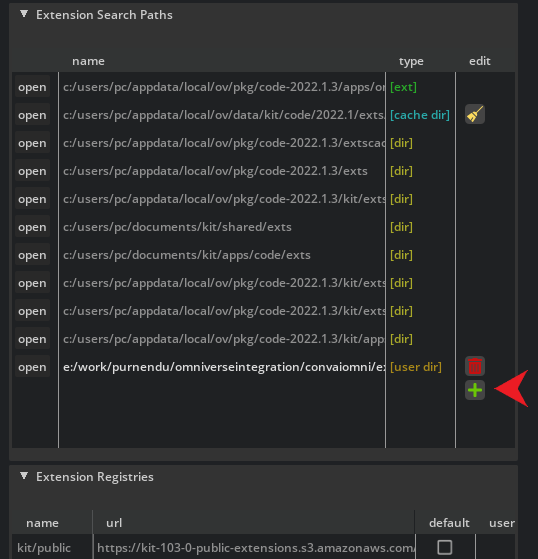 Extension Search Paths
name type edit
open c:/users/pc/appdata/local/ov/pkg/code-2022.1.3/apps/or [ext]
open c:/users/pc/appdata/local/ov/data/kit/code/2022.1/exts [cache dir]
open c:/users/pc/appdata/local/ov/pkg/code-2022.1.3/extscac [dir]
open c:/users/pc/appdata/local/ov/pkg/code-2022.1.3/exts [dir]
open c:/users/pc/appdata/local/ov/pkg/code-2022.1.3/kit/exts [dir]
open c:/users/pc/documents/kit/shared/exts [dir]
open c:/users/pc/documents/kit/apps/code/exts [dir]
open c:/users/pc/appdata/local/ov/pkg/code-2022.1.3/kit/exts [dir]
open c:/users/pc/appdata/local/ov/pkg/code-2022.1.3/kit/exts [dir]
open c:/users/pc/appdata/local/ov/pkg/code-2022.1.3/kit/app [dir]
open e:/work/purnendu/omniverseintegration/convaiomni/e: [user dir]
Extension Registries
name url default user
kit/public https://kit-103-0-public-extensions.s3.amazonaws.com/